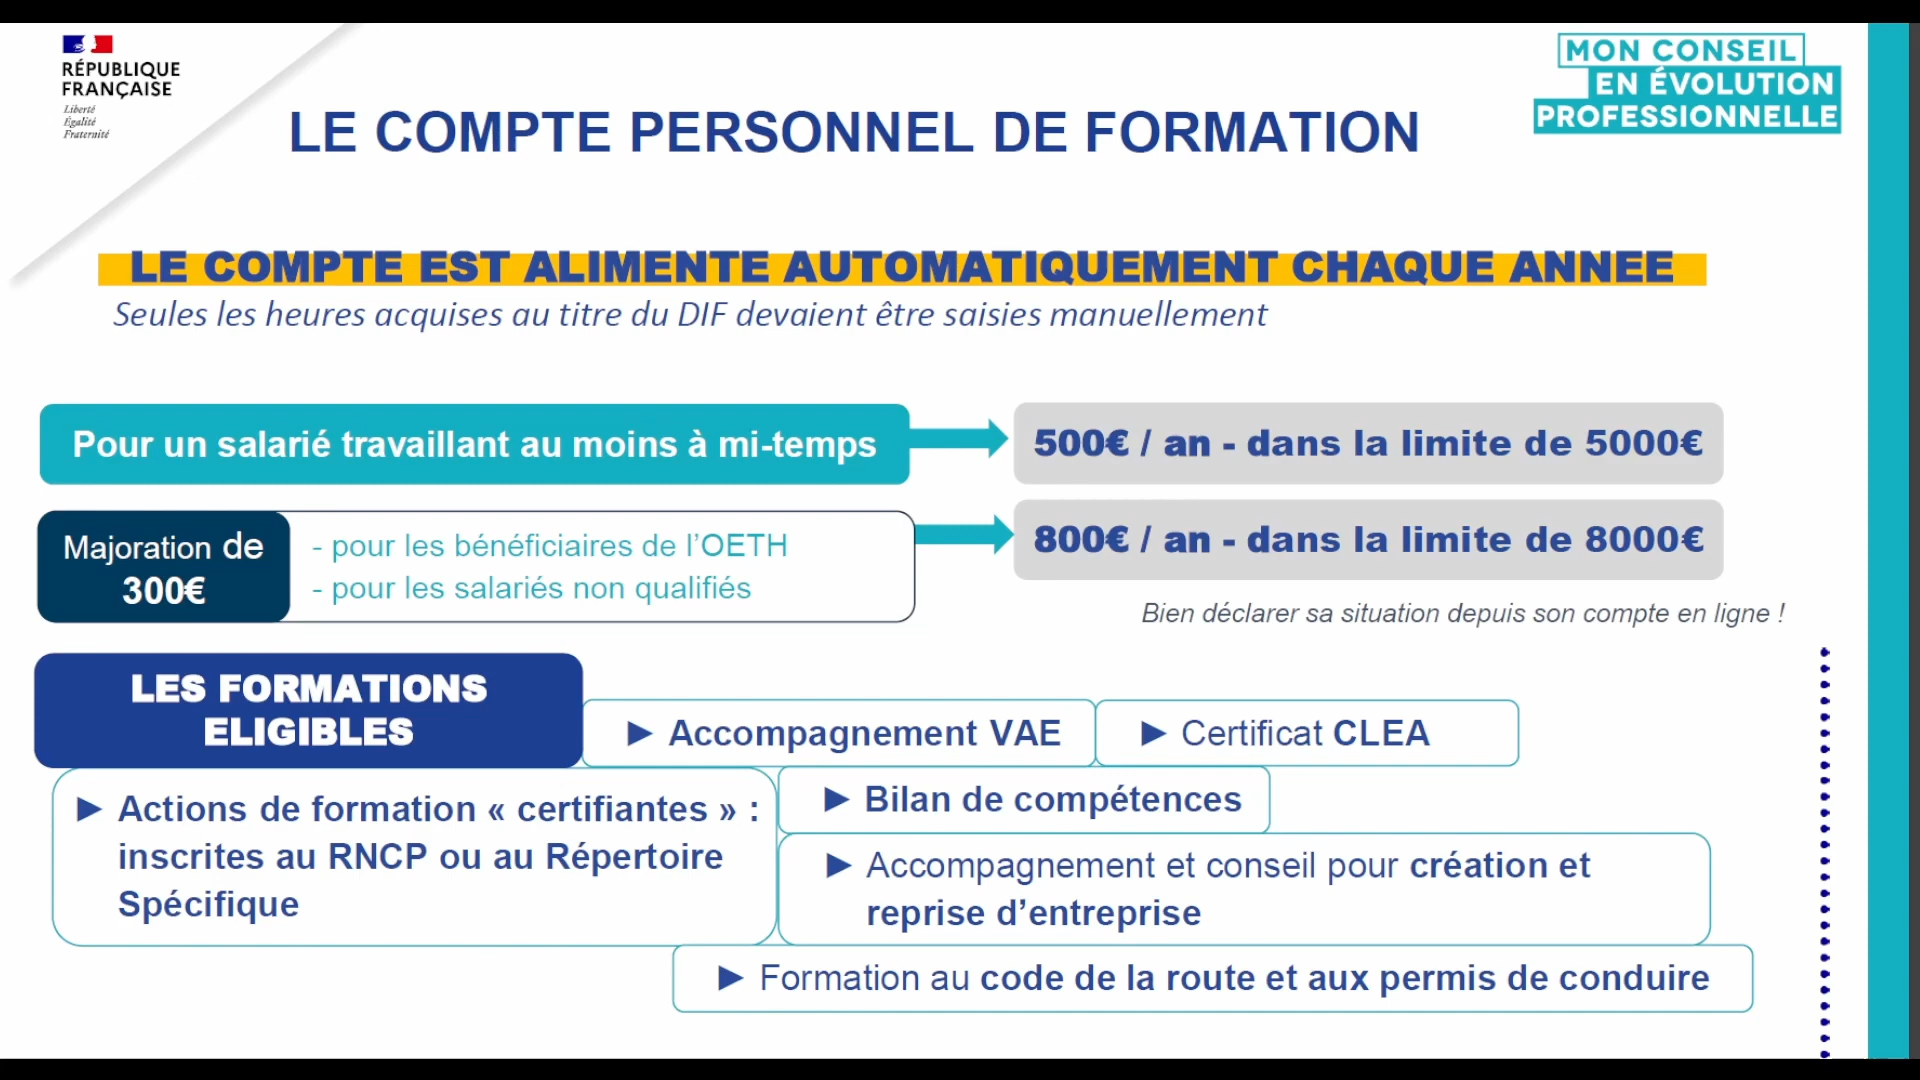 RÉPUBLIQUE
FRANÇAISE
Liberté
Égalité
Fraternité
MON CONSEIL
EN ÉVOLUTION
PROFESSIONNELLE
LE COMPTE PERSONNEL DE FORMATION
LE COMPTE EST ALIMENTE AUTOMATIQUEMENT CHAQUE ANNEE
Seules les heures acquises au titre du DIF devaient être saisies manuellement
Pour un salarié travaillant au moins à mi-temps
500€ / an - dans la limite de 5000€
Majoration de
300€
- pour les bénéficiaires de l’OETH
- pour les salariés non qualifiés
800€ / an - dans la limite de 8000€
Bien déclarer sa situation depuis son compte en ligne !
LES FORMATIONS
ELIGIBLES
► Accompagnement VAE
► Certificat CLEA
► Actions de formation « certifiantes » :
inscrites au RNCP ou au Répertoire
Spécifique
► Bilan de compétences
► Accompagnement et conseil pour création et
reprise d’entreprise
► Formation au code de la route et aux permis de conduire